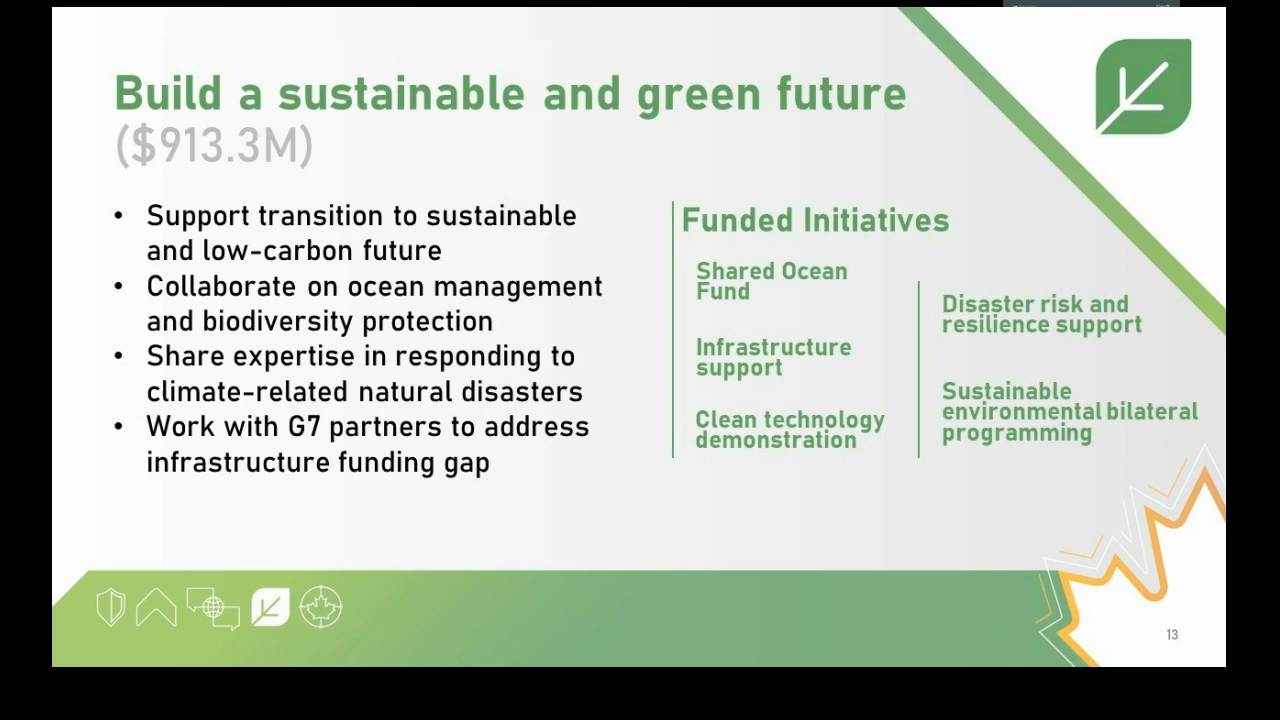 Build a sustainable and green future
($913.3M)
• Support transition to sustainable
and low-carbon future
• Collaborate on ocean management
and biodiversity protection
• Share expertise in responding to
climate-related natural disasters
• Work with G7 partners to address
infrastructure funding gap
Funded Initiatives
Shared Ocean
Fund
Infrastructure
support
Clean technology
demonstration
Disaster risk and
resilience support
Sustainable
environmental bilateral
programming
13